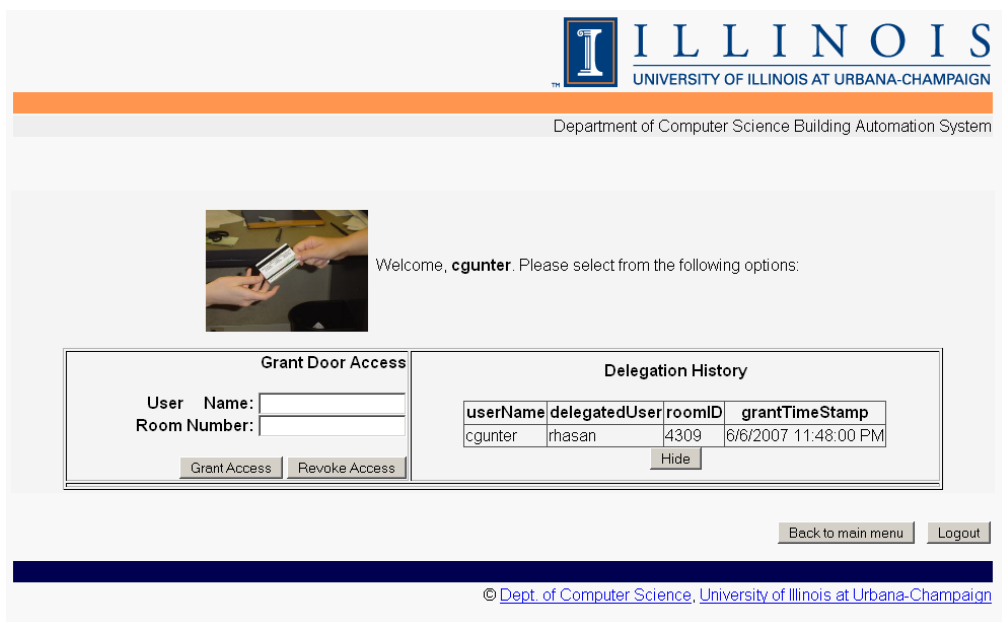 I L L I N O I S
UNIVERSITY OF ILLINOIS AT URBANA-CHAMPAIGN
TM
Department of Computer Science Building Automation System
Welcome, cgunter. Please select from the following options:
Grant Door Access
User Name:
Room Number:
Grant Access Revoke Access
Delegation History
userName delegatedUser roomID grantTimeStamp
cgunter rhasan 4309 6/6/2007 11:48:00 PM
Hide
Back to main menu Logout
© Dept. of Computer Science, University of Illinois at Urbana-Champaign